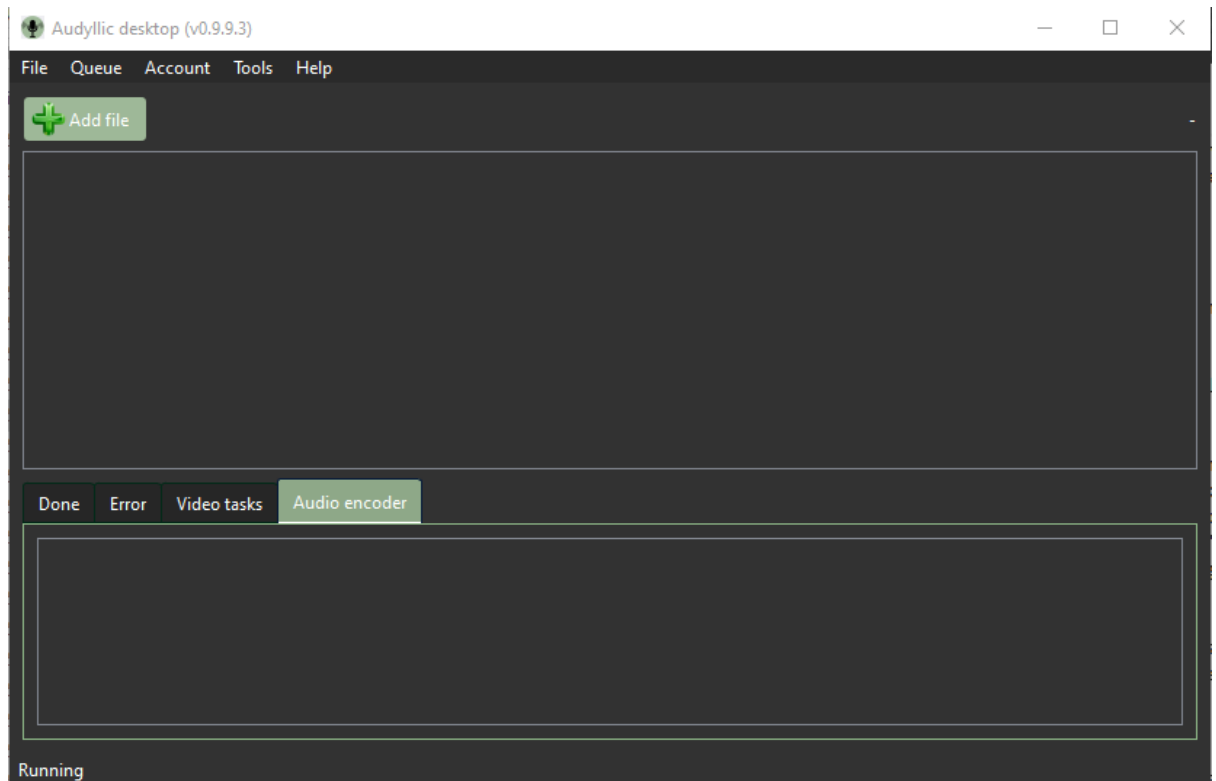 Audyllic desktop (v0.9.9.3)
File Queue Account Tools Help
Add file -
Done Error Video tasks Audio encoder
Running